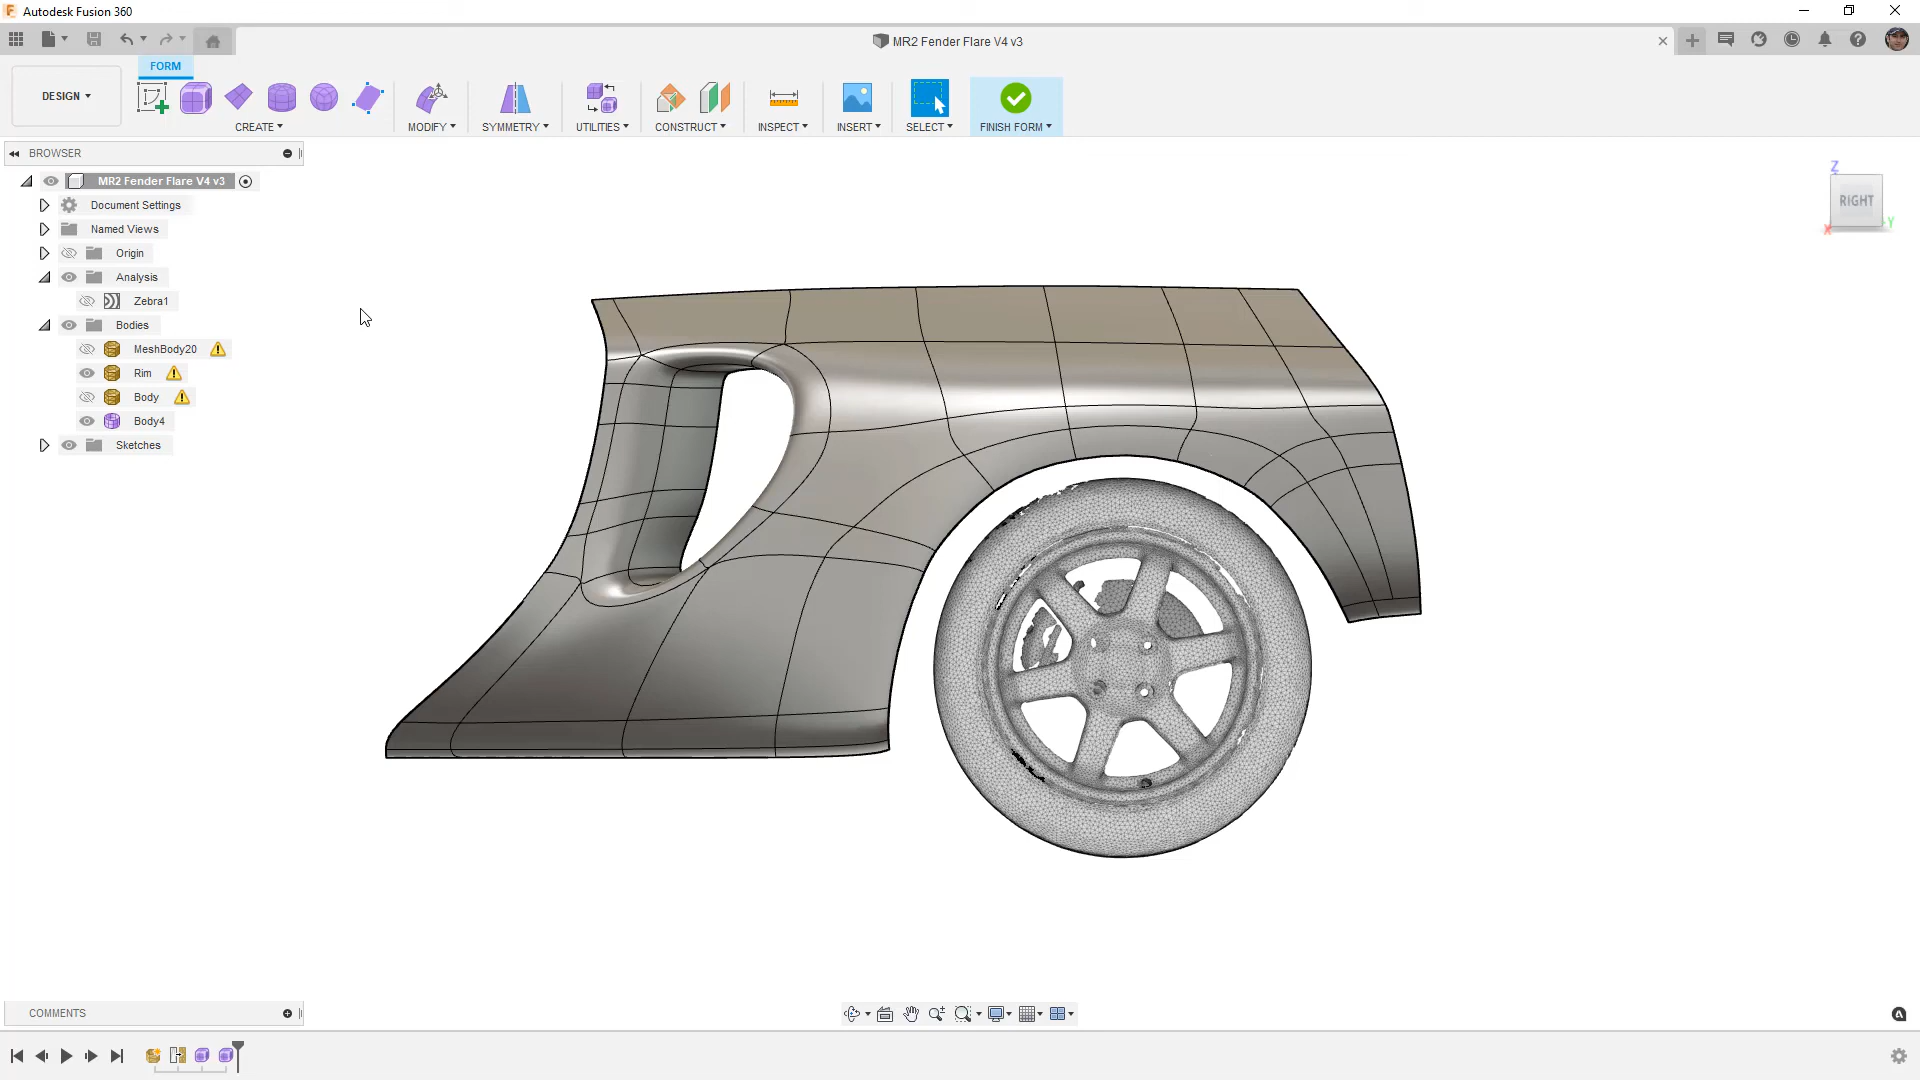 Autodesk Fusion 360
MR2 Fender Flare V4 v3
FORM
DESIGN
CREATE
MODIFY
SYMMETRY
UTILITIES
CONSTRUCT
INSPECT
INSERT
SELECT
FINISH FORM
BROWSER
MR2 Fender Flare V4 v3
Document Settings
Named Views
Origin
Analysis
Zebra1
Bodies
MeshBody20
Rim
Body
Body4
Sketches
Z
RIGHT
Y
X
COMMENTS